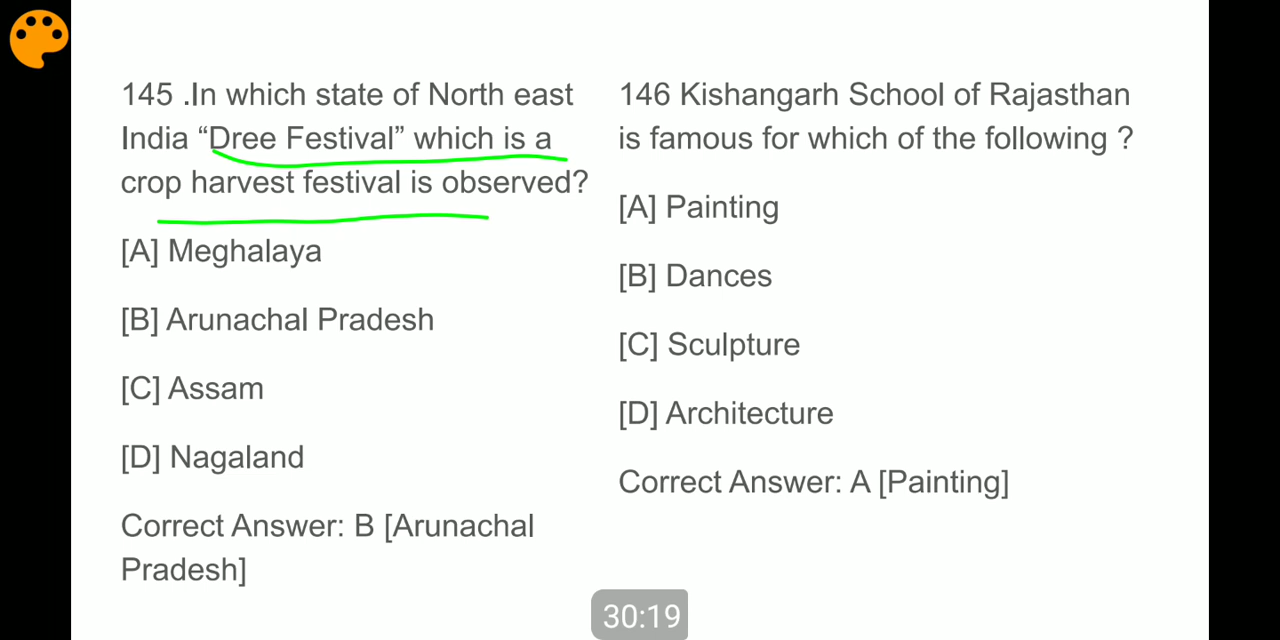 145 .In which state of North east
India “Dree Festival” which is a
crop harvest festival is observed?
[A] Meghalaya
[B] Arunachal Pradesh
[C] Assam
[D] Nagaland
Correct Answer: B [Arunachal
Pradesh]
146 Kishangarh School of Rajasthan
is famous for which of the following ?
[A] Painting
[B] Dances
[C] Sculpture
[D] Architecture
Correct Answer: A [Painting]
30:19